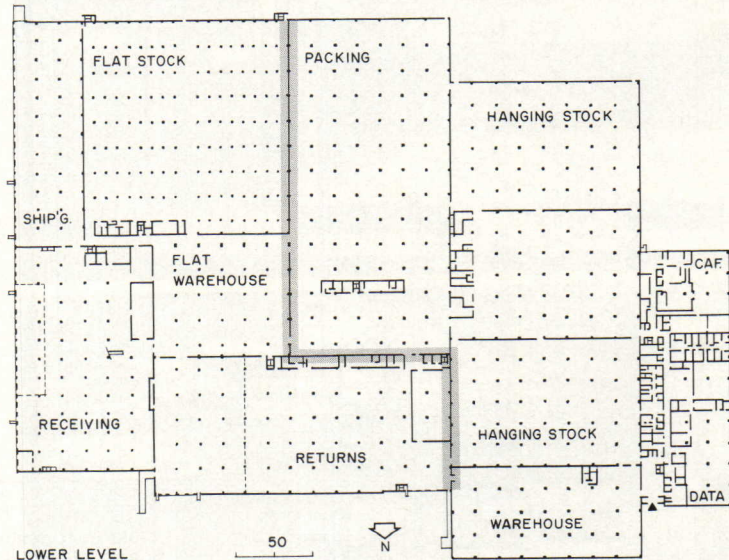 FLAT STOCK
PACKING
HANGING STOCK
SHIP'G.
FLAT
WAREHOUSE
CAF.
RECEIVING
RETURNS
HANGING STOCK
DATA
WAREHOUSE
LOWER LEVEL
50
N